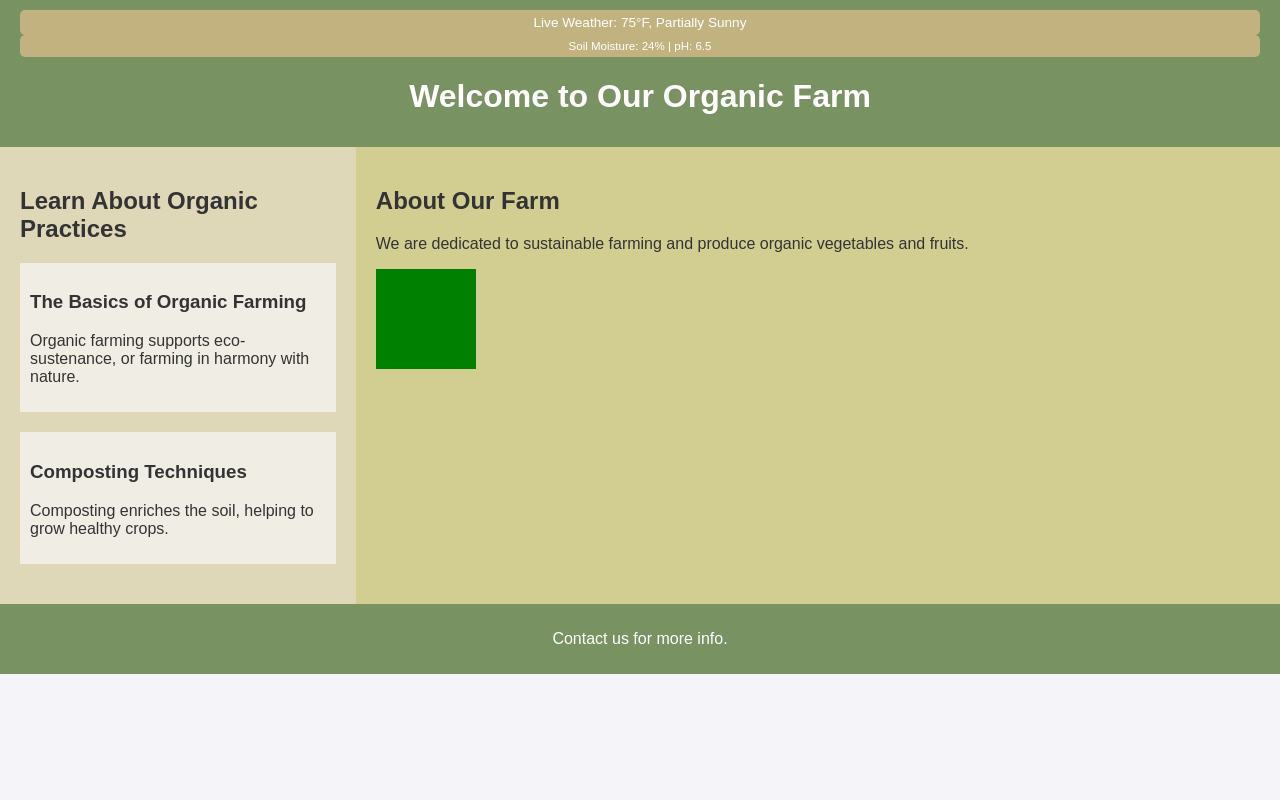 Live Weather: 75°F, Partially Sunny
Soil Moisture: 24% | pH: 6.5
Welcome to Our Organic Farm
Learn About Organic
Practices
The Basics of Organic Farming
Organic farming supports eco-
sustenance, or farming in harmony with
nature.
Composting Techniques
Composting enriches the soil, helping to
grow healthy crops.
About Our Farm
We are dedicated to sustainable farming and produce organic vegetables and fruits.
Contact us for more info.